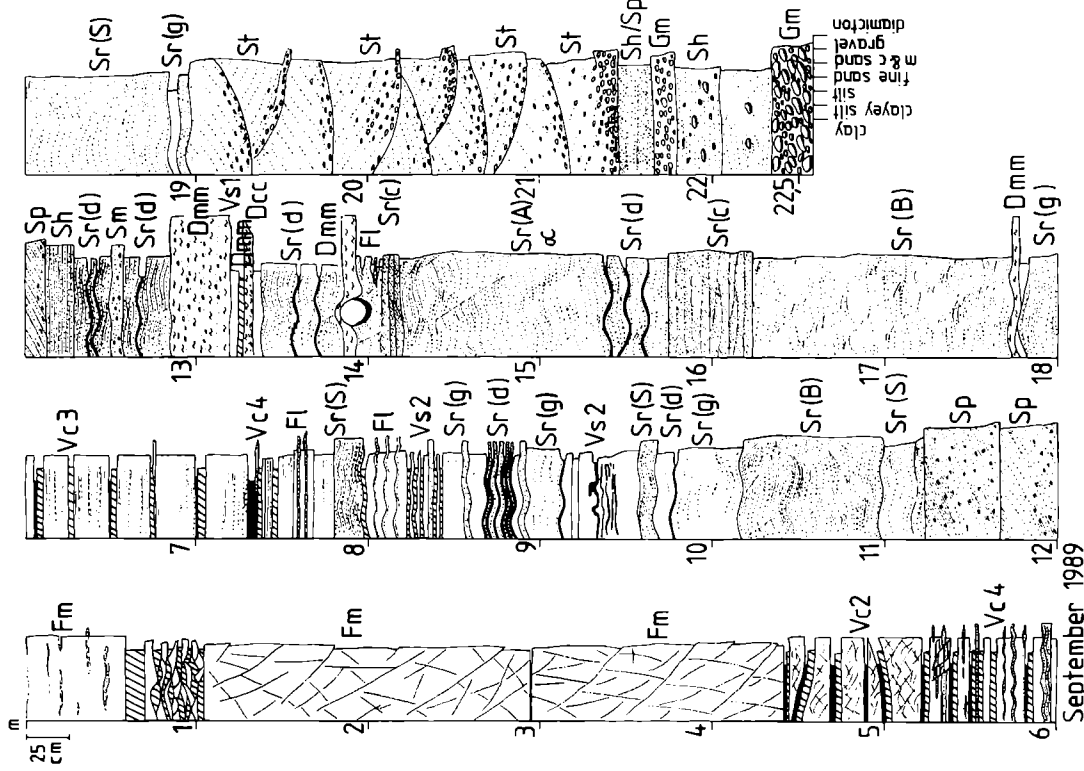 m
25 cm
Fm
1
Fm
2
3
Fm
4
Vc2
5
Vc4
6
September 1989
Vc3
7
Vc4
Fl
Sr(S)
8
Fl
Vs2
Sr(g)
Sr(d)
9
Sr(g)
Vs2
Sr(S)
Sr(d)
10
Sr(g)
Sr(B)
11
Sr(S)
Sp
Sp
12
Sp
Sh
Sr(d)
Sm
Sr(d)
Dmm
13
Vs1
Dmm
Dcc
Sr(d)
Dmm
14
Fl
Sr(c)
Sr(A)
α
15
Sr(d)
16
Sr(c)
17
Sr(B)
Dmm
Sr(g)
18
Sr(S)
Sr(g)
19
St
St
20
St
21
St
Sh/Sp
Gm
Sh
22
Gm
225
clay
clayey silt
silt
fine sand
m & c sand
gravel
diamicton